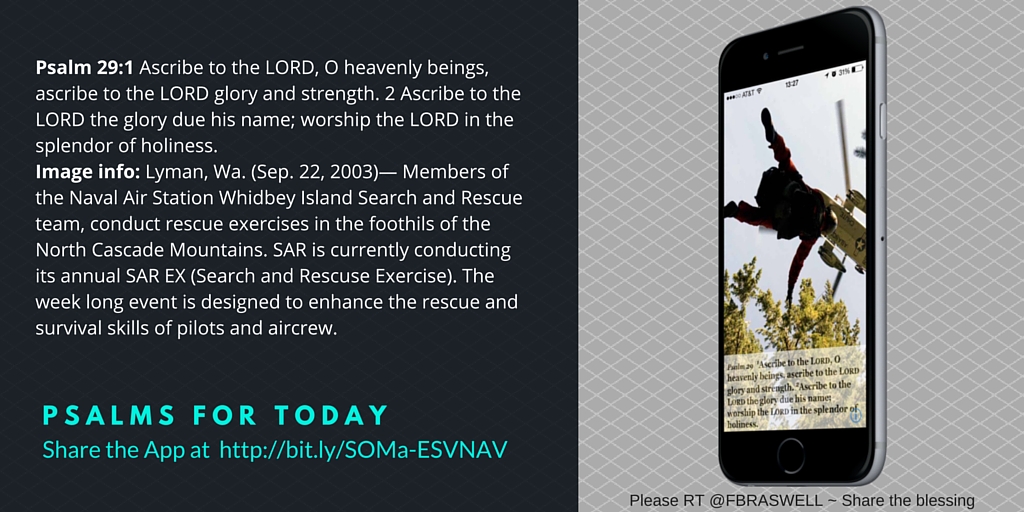 Psalm 29:1 Ascribe to the LORD, O heavenly beings,
ascribe to the LORD glory and strength. 2 Ascribe to the
LORD the glory due his name; worship the LORD in the
splendor of holiness.
Image info: Lyman, Wa. (Sep. 22, 2003)— Members of
the Naval Air Station Whidbey Island Search and Rescue
team, conduct rescue exercises in the foothils of the
North Cascade Mountains. SAR is currently conducting
its annual SAR EX (Search and Rescuse Exercise). The
week long event is designed to enhance the rescue and
survival skills of pilots and aircrew.
PSALMS FOR TODAY
Share the App at http://bit.ly/SOMa-ESVNAV
AT&T 13:27 31%
Psalm 29 1Ascribe to the LORD, O
heavenly beings, ascribe to the LORD
glory and strength. 2Ascribe to the
LORD the glory due his name;
worship the LORD in the splendor of
holiness.
Please RT @FBRASWELL ~ Share the blessing